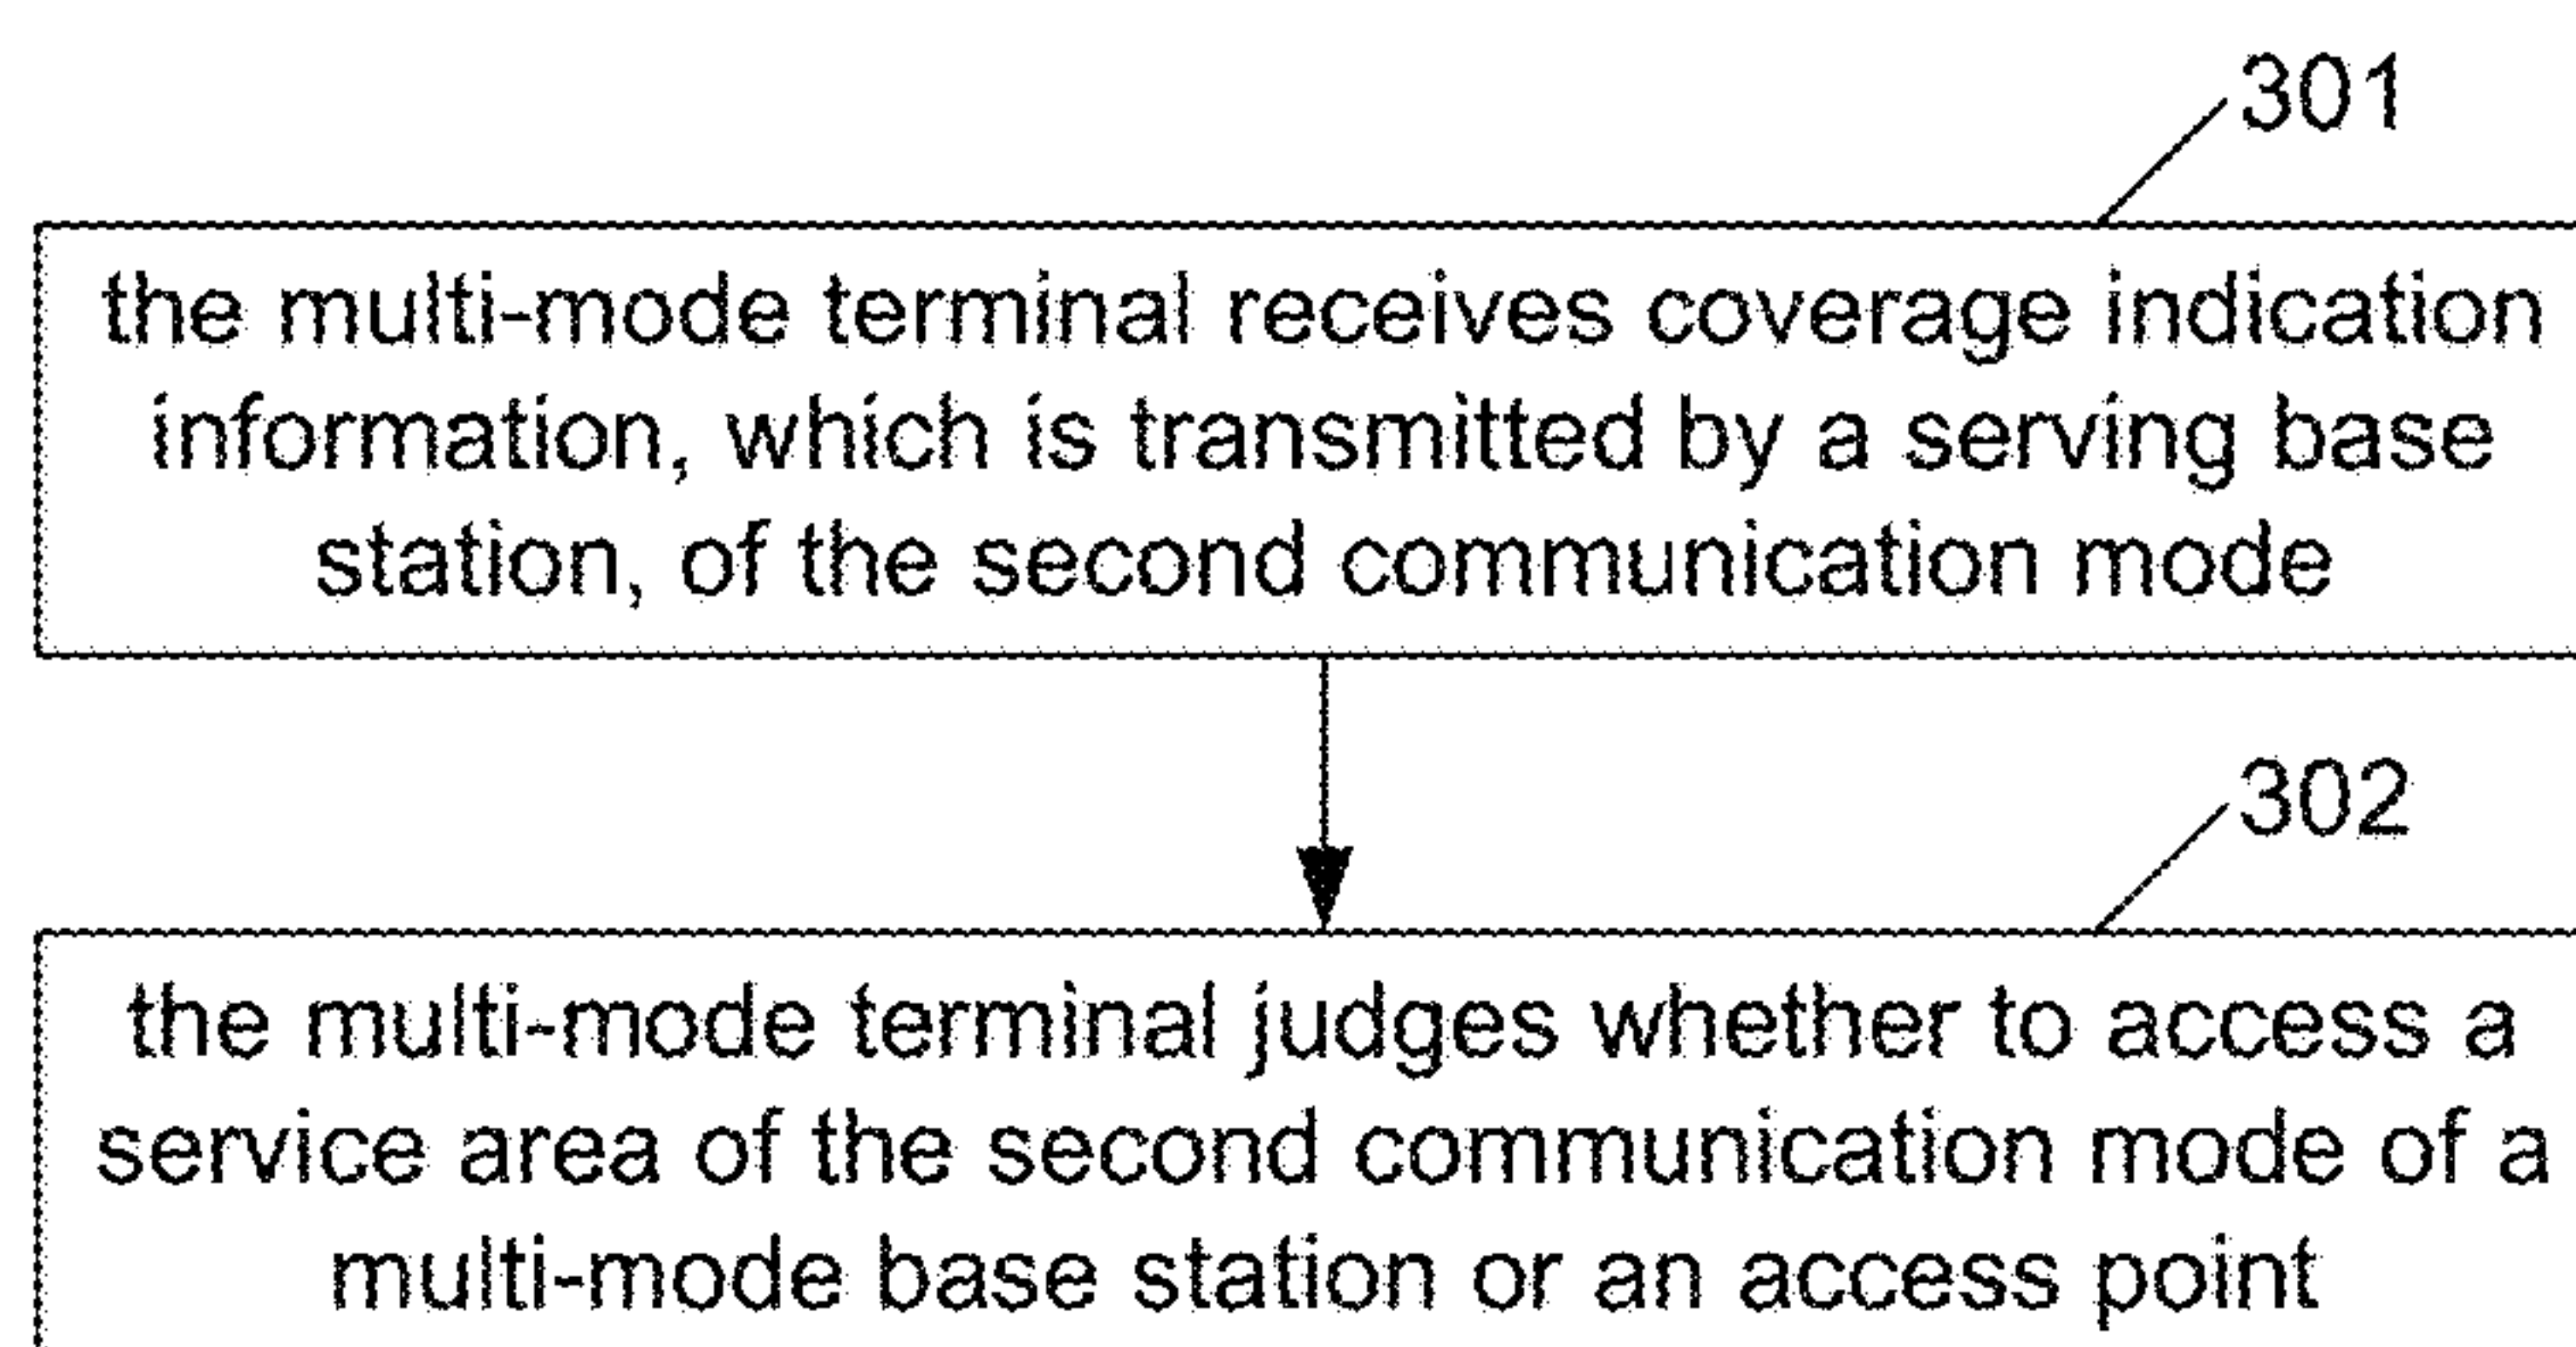 301
the multi-mode terminal receives coverage indication
information, which is transmitted by a serving base
station, of the second communication mode
302
the multi-mode terminal judges whether to access a
service area of the second communication mode of a
multi-mode base station or an access point